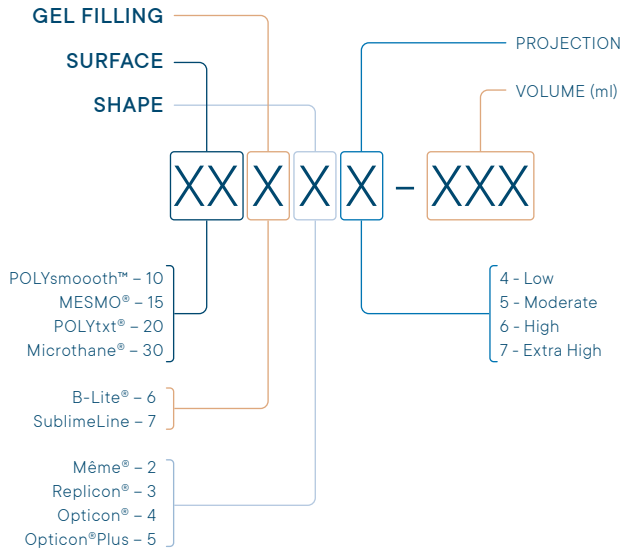 GEL FILLING
SURFACE
SHAPE
PROJECTION
VOLUME (ml)
XX X X X – XXX
POLYsmoooth™ – 10
MESMO® – 15
POLYtxt® – 20
Microthane® – 30
4 - Low
5 - Moderate
6 - High
7 - Extra High
B-Lite® – 6
SublimeLine – 7
Même® – 2
Replicon® – 3
Opticon® – 4
Opticon®Plus – 5